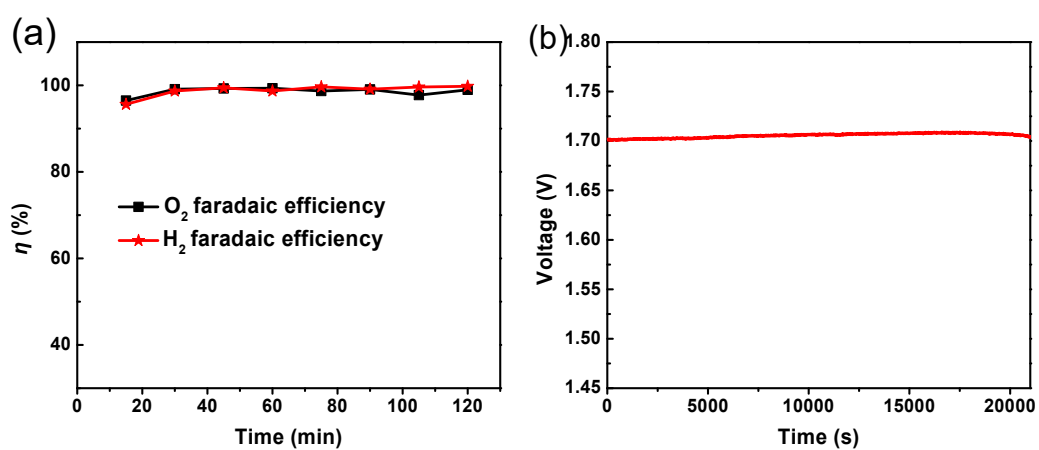 (a)
100
80
60
40
η (%)
O₂ faradaic efficiency
H₂ faradaic efficiency
0 20 40 60 80 100 120
Time (min)
(b)
1.80
1.75
1.70
1.65
1.60
1.55
1.50
1.45
Voltage (V)
0 5000 10000 15000 20000
Time (s)